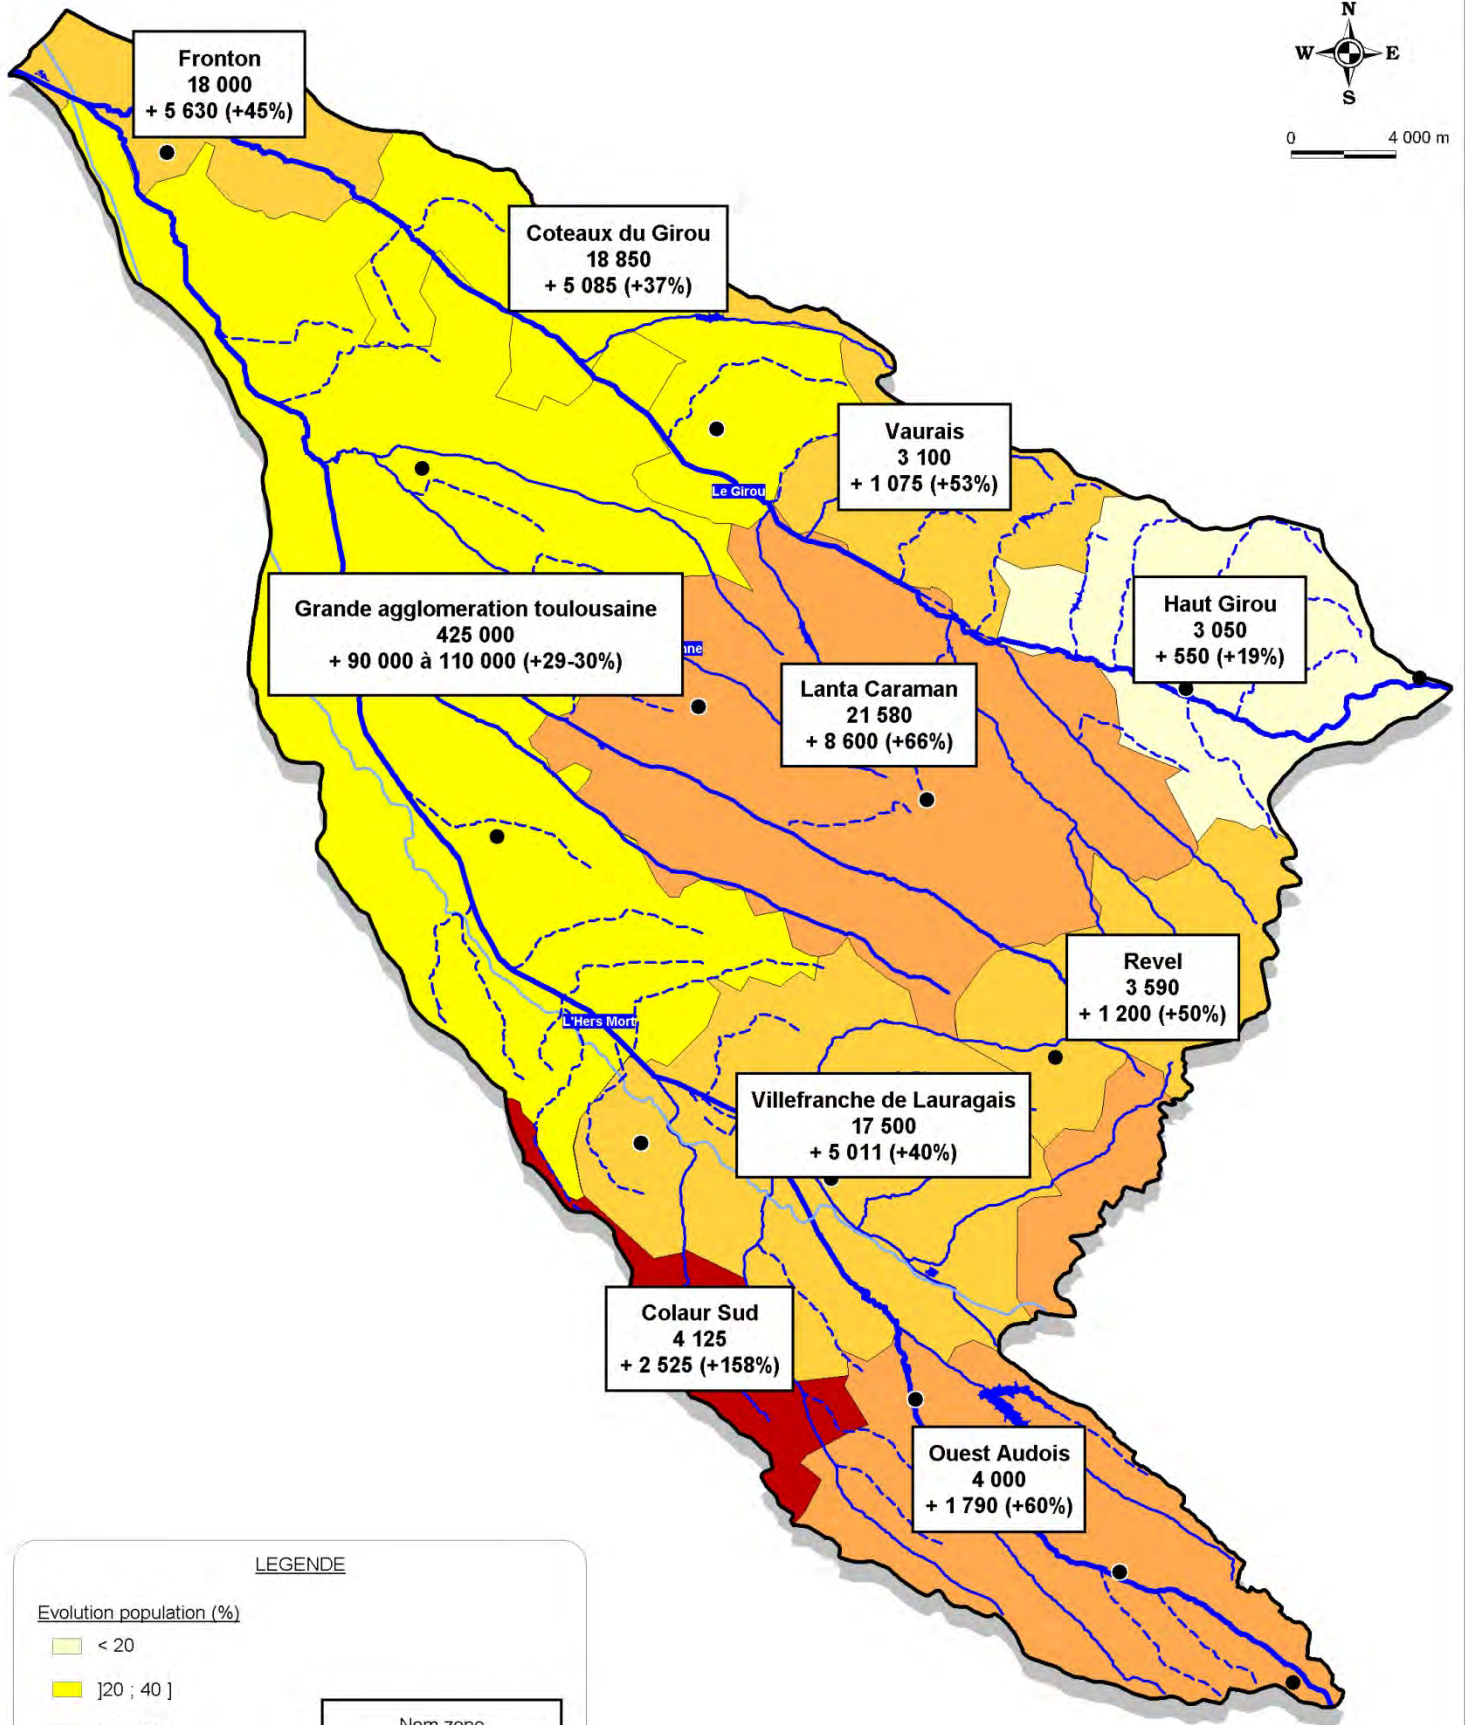 N
W E
S
0 4 000 m
Fronton
18 000
+ 5 630 (+45%)
Coteaux du Girou
18 850
+ 5 085 (+37%)
Vaurais
3 100
+ 1 075 (+53%)
Le Girou
Grande agglomeration toulousaine
425 000
+ 90 000 à 110 000 (+29-30%)
nne
Haut Girou
3 050
+ 550 (+19%)
Lanta Caraman
21 580
+ 8 600 (+66%)
Revel
3 590
+ 1 200 (+50%)
L'Hers Mort
Villefranche de Lauragais
17 500
+ 5 011 (+40%)
Colaur Sud
4 125
+ 2 525 (+158%)
Ouest Audois
4 000
+ 1 790 (+60%)
LEGENDE
Evolution population (%)
< 20
]20 ; 40 ]
Nom zone